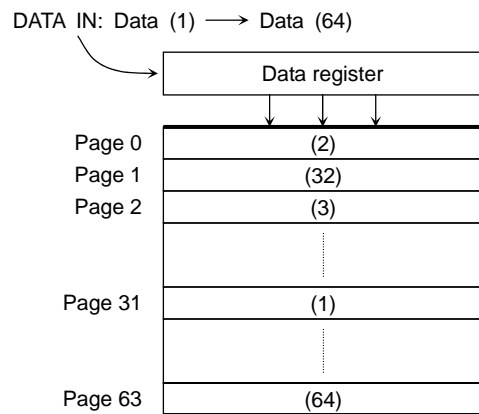 DATA IN: Data (1) → Data (64)
Data register
Page 0 (2)
Page 1 (32)
Page 2 (3)
Page 31 (1)
Page 63 (64)